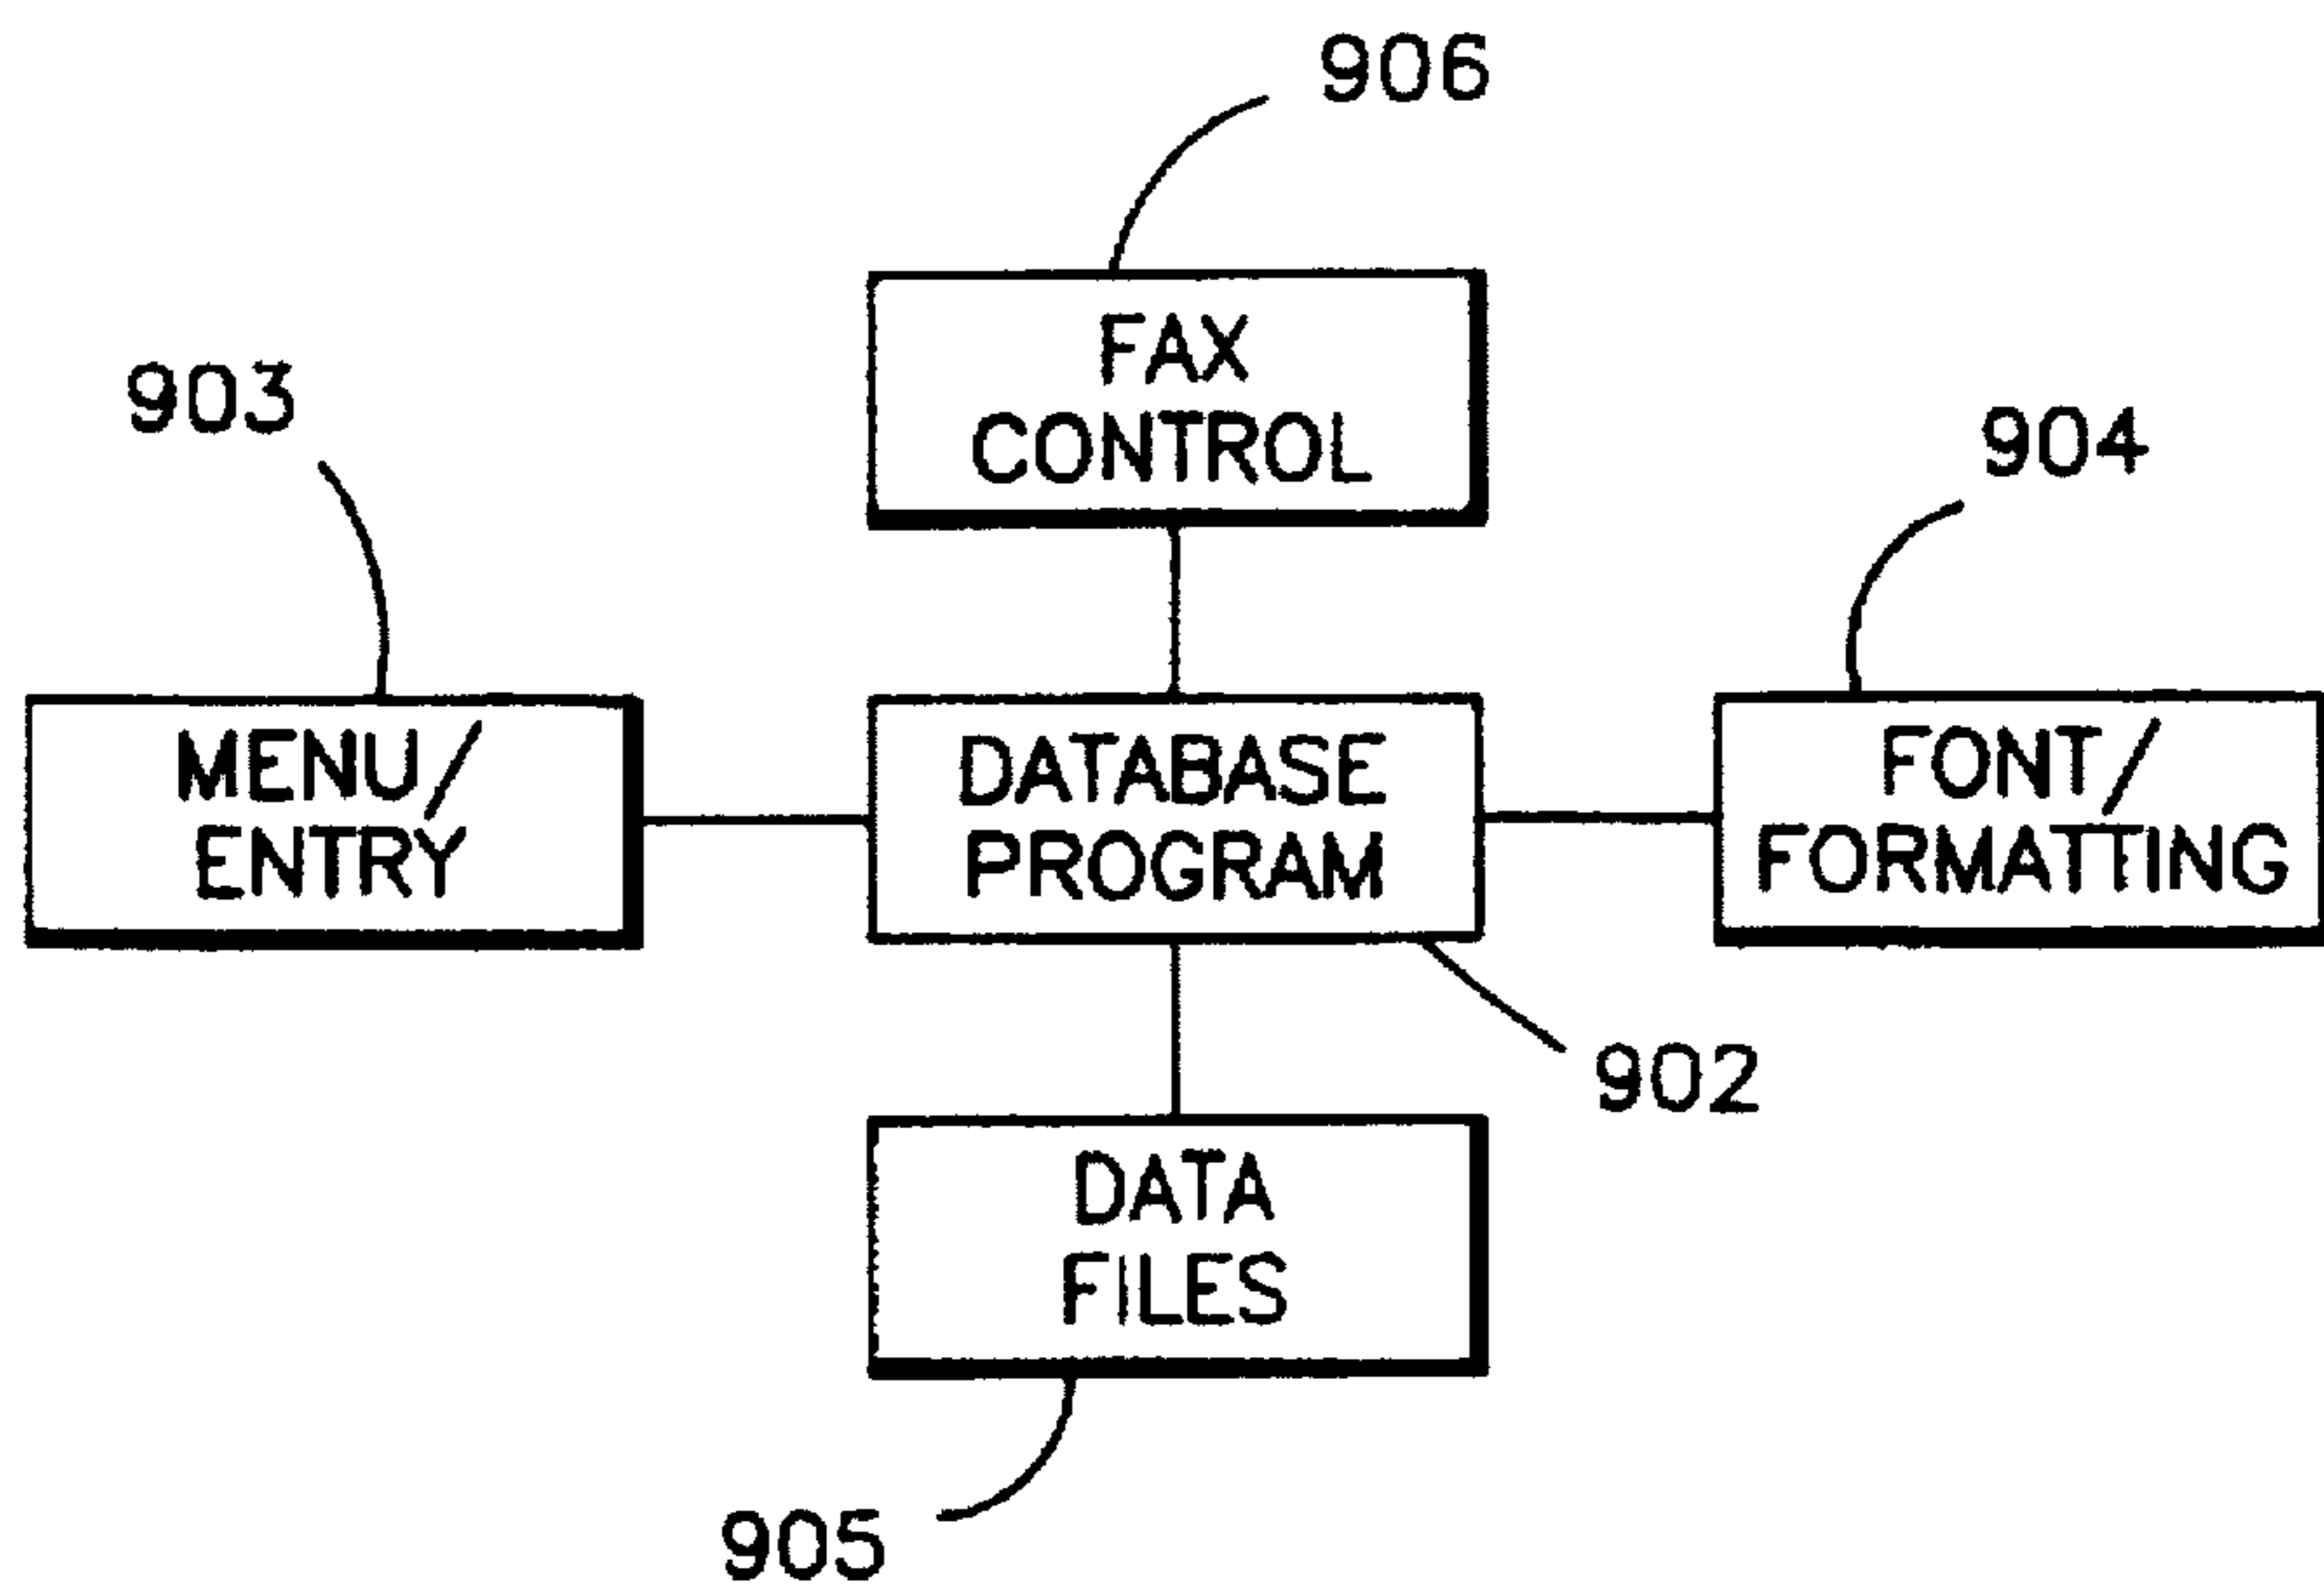 906
FAX
CONTROL
903
904
MENU/
ENTRY
DATABASE
PROGRAM
FONT/
FORMATTING
902
DATA
FILES
905